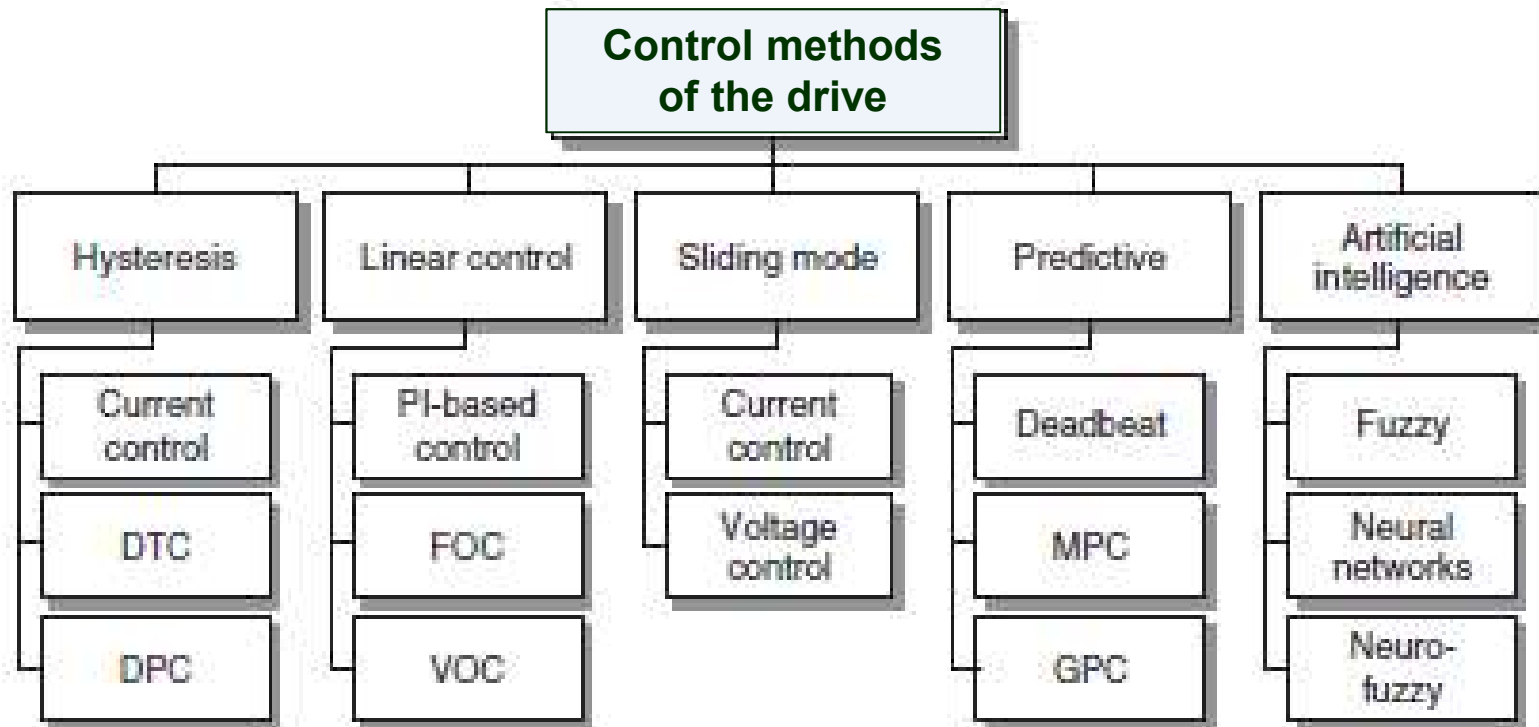 Control methods
of the drive
Hysteresis
Linear control
Sliding mode
Predictive
Artificial
intelligence
Current
control
DTC
DPC
PI-based
control
FOC
VOC
Current
control
Voltage
control
Deadbeat
MPC
GPC
Fuzzy
Neural
networks
Neuro-
fuzzy